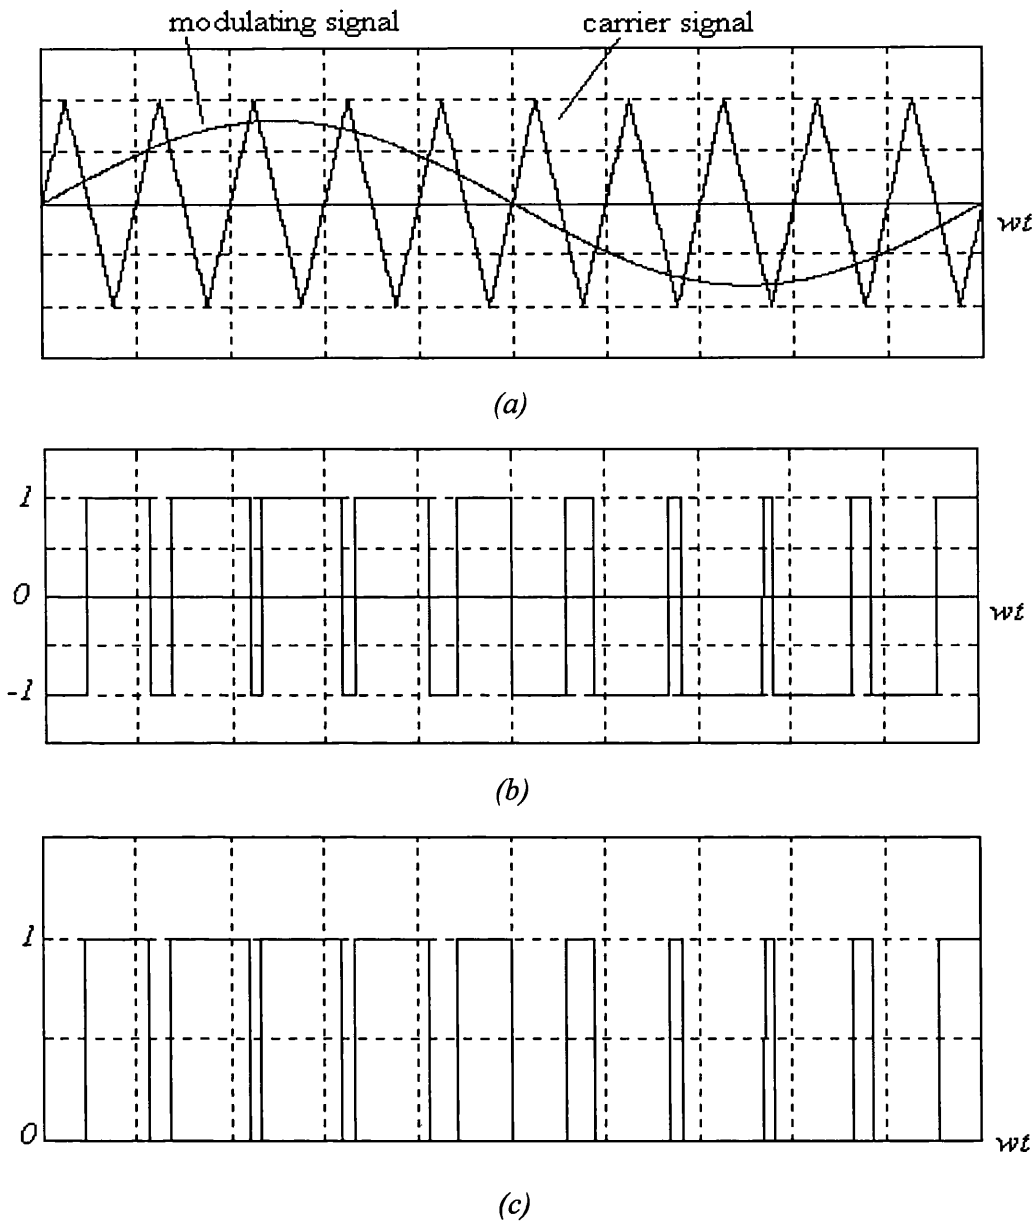 modulating signal
carrier signal
wt
(a)
1
0
-1
wt
(b)
1
0
wt
(c)